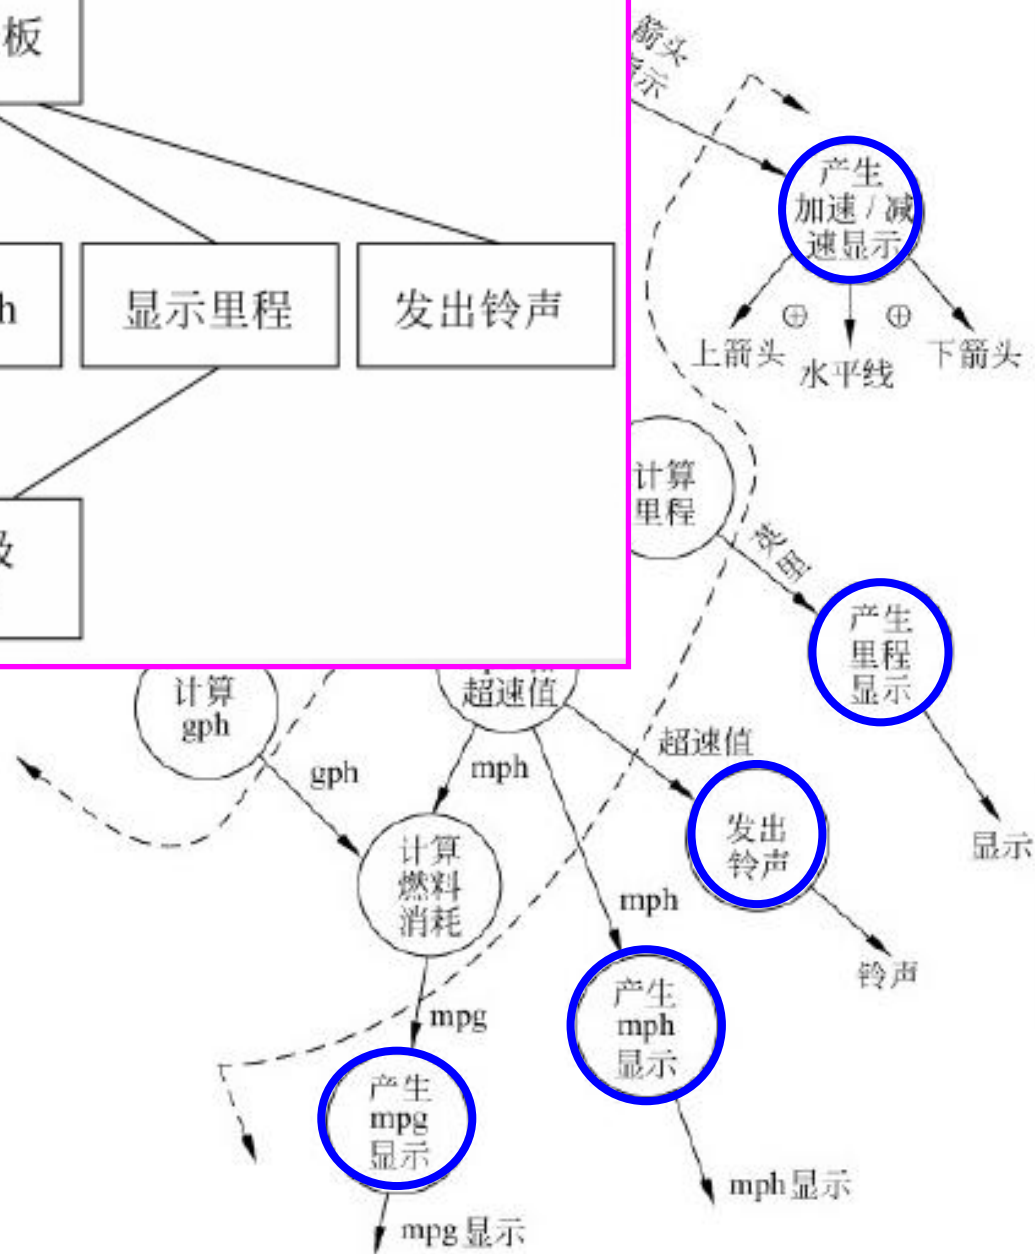 板
h
显示里程
发出铃声
箭头
显示
产生
加速 / 减
速显示
上箭头
⊕
水平线
⊕
下箭头
计算
里程
英里
产生
里程
显示
显示
计算
gph
gph
超速值
mph
超速值
发出
铃声
铃声
计算
燃料
消耗
mph
产生
mph
显示
mph显示
mpg
产生
mpg
显示
mpg显示